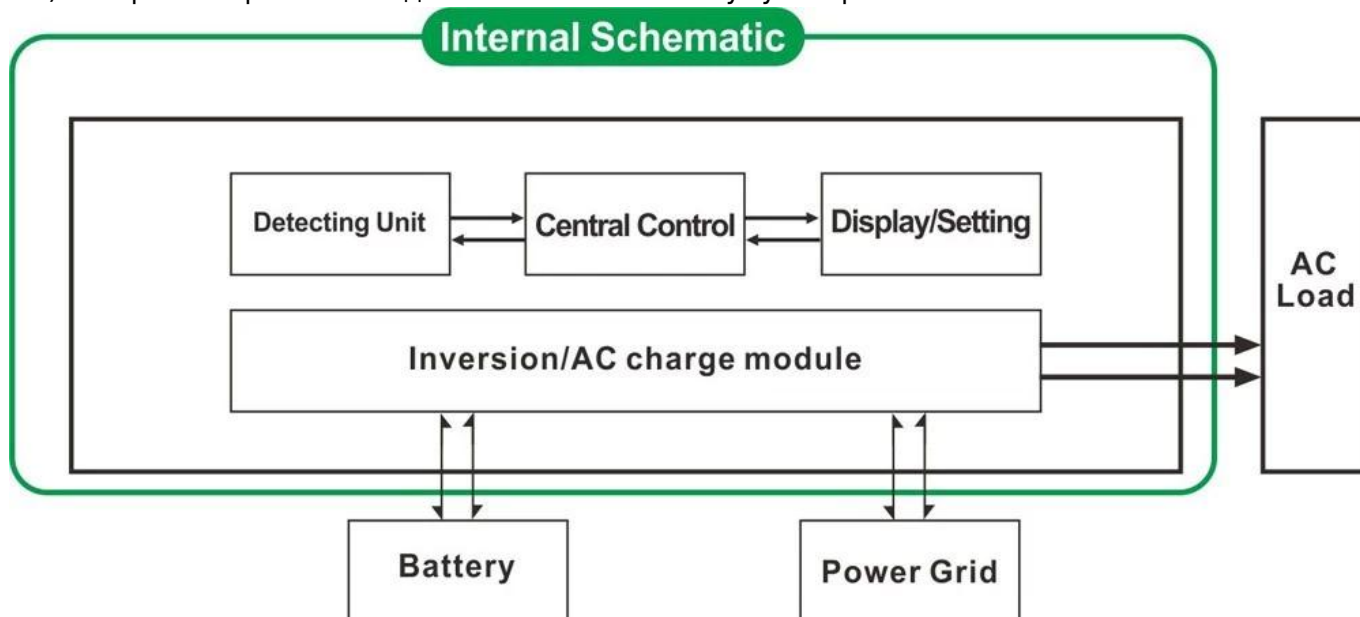 Internal Schematic
Detecting Unit
Central Control
Display/Setting
Inversion/AC charge module
AC
Load
Battery
Power Grid